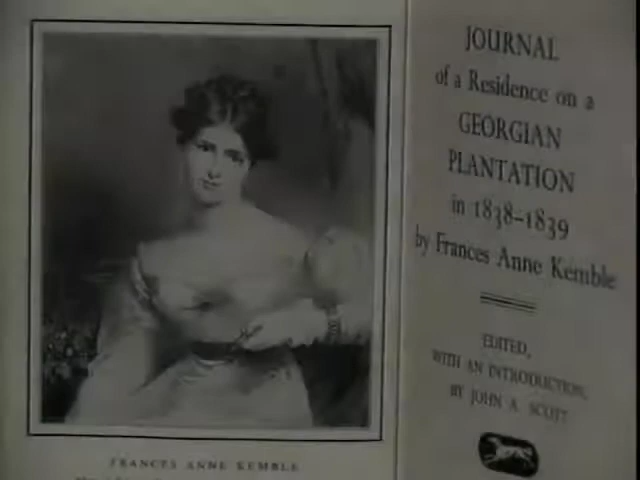 FRANCES ANNE KEMBLE
JOURNAL
of a Residence on a
GEORGIAN
PLANTATION
in 1838–1839
by Frances Anne Kemble
EDITED,
WITH AN INTRODUCTION,
BY JOHN A. SCOTT